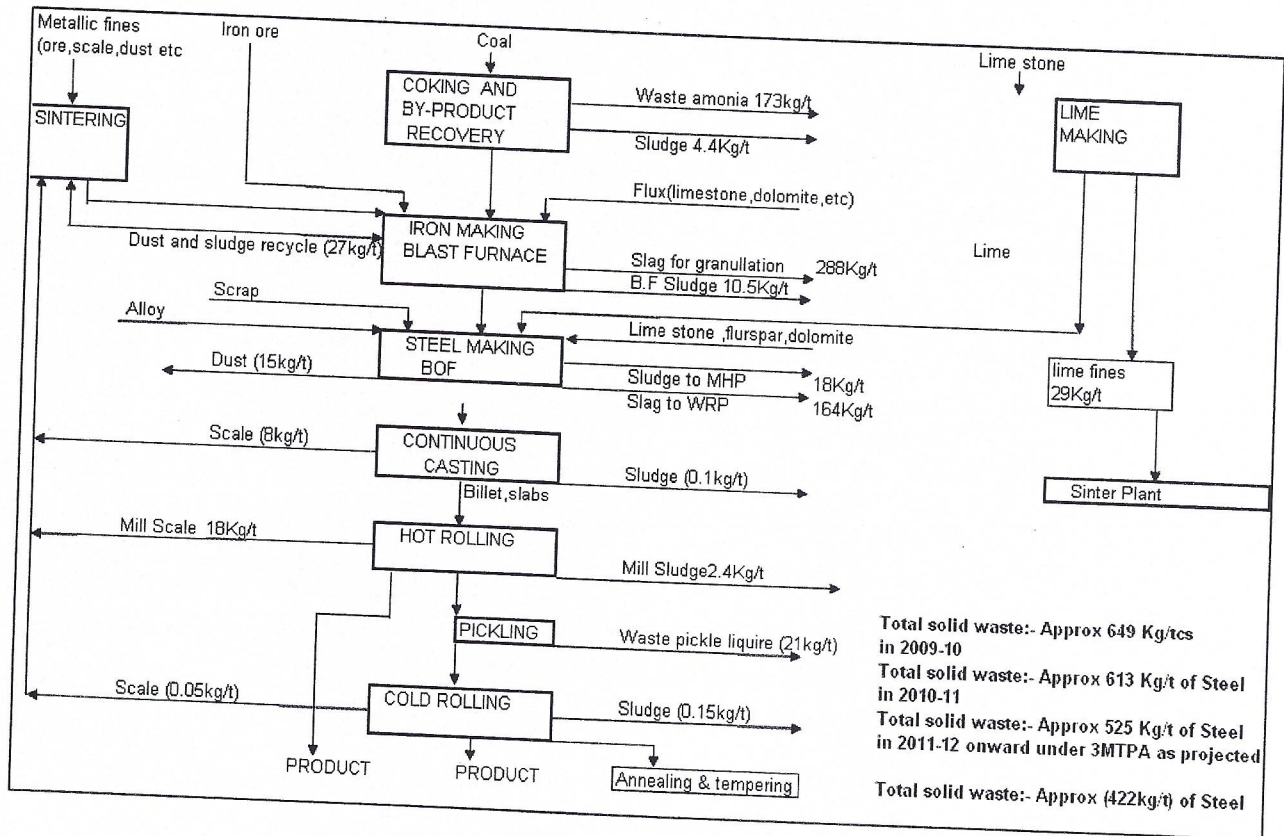 Metallic fines
(ore,scale,dust etc
Iron ore
Coal
Lime stone
SINTERING
COKING AND
BY-PRODUCT
RECOVERY
Waste amonia 173kg/t
Sludge 4.4Kg/t
LIME
MAKING
Flux(limestone,dolomite,etc)
Dust and sludge recycle (27kg/t)
IRON MAKING
BLAST FURNACE
Slag for granullation 288Kg/t
B.F Sludge 10.5Kg/t
Lime
Scrap
Alloy
STEEL MAKING
BOF
Lime stone ,flurspar,dolomite
Dust (15kg/t)
Sludge to MHP 18Kg/t
Slag to WRP 164Kg/t
lime fines
29Kg/t
Scale (8kg/t)
CONTINUOUS
CASTING
Sludge (0.1kg/t)
Sinter Plant
Billet,slabs
Mill Scale 18Kg/t
HOT ROLLING
Mill Sludge2.4Kg/t
PICKLING
Waste pickle liquire (21kg/t)
Scale (0.05kg/t)
COLD ROLLING
Sludge (0.15kg/t)
PRODUCT
PRODUCT
Annealing & tempering
Total solid waste:- Approx 649 Kg/tcs
in 2009-10
Total solid waste:- Approx 613 Kg/t of Steel
in 2010-11
Total solid waste:- Approx 525 Kg/t of Steel
in 2011-12 onward under 3MTPA as projected
Total solid waste:- Approx (422kg/t) of Steel